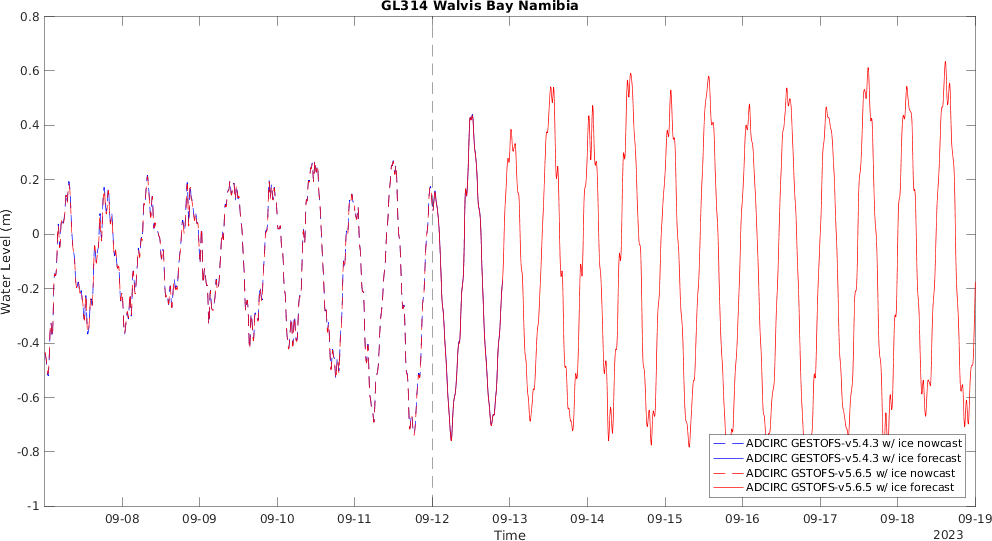 GL314 Walvis Bay Namibia
0.8
0.6
0.4
0.2
0
-0.2
-0.4
-0.6
-0.8
-1
Water Level (m)
ADCIRC GESTOFS-v5.4.3 w/ ice nowcast
ADCIRC GESTOFS-v5.4.3 w/ ice forecast
ADCIRC GSTOFS-v5.6.5 w/ ice nowcast
ADCIRC GSTOFS-v5.6.5 w/ ice forecast
09-08 09-09 09-10 09-11 09-12 09-13 09-14 09-15 09-16 09-17 09-18 09-19
Time
2023